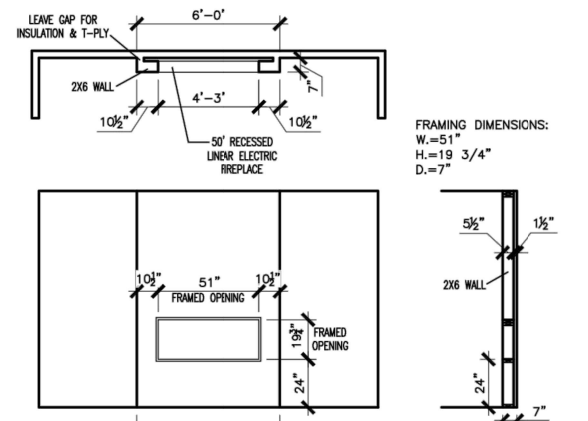 LEAVE GAP FOR
INSULATION & T-PLY
6'-0'
2X6 WALL
7"
4'-3'
10½"
10½"
50' RECESSED
LINEAR ELECTRIC
FIREPLACE
FRAMING DIMENSIONS:
W.=51"
H.=19 3/4"
D.=7"
10½"
51"
10½"
FRAMED OPENING
19¾"
FRAMED
OPENING
24"
5½"
1½"
2X6 WALL
24"
7"